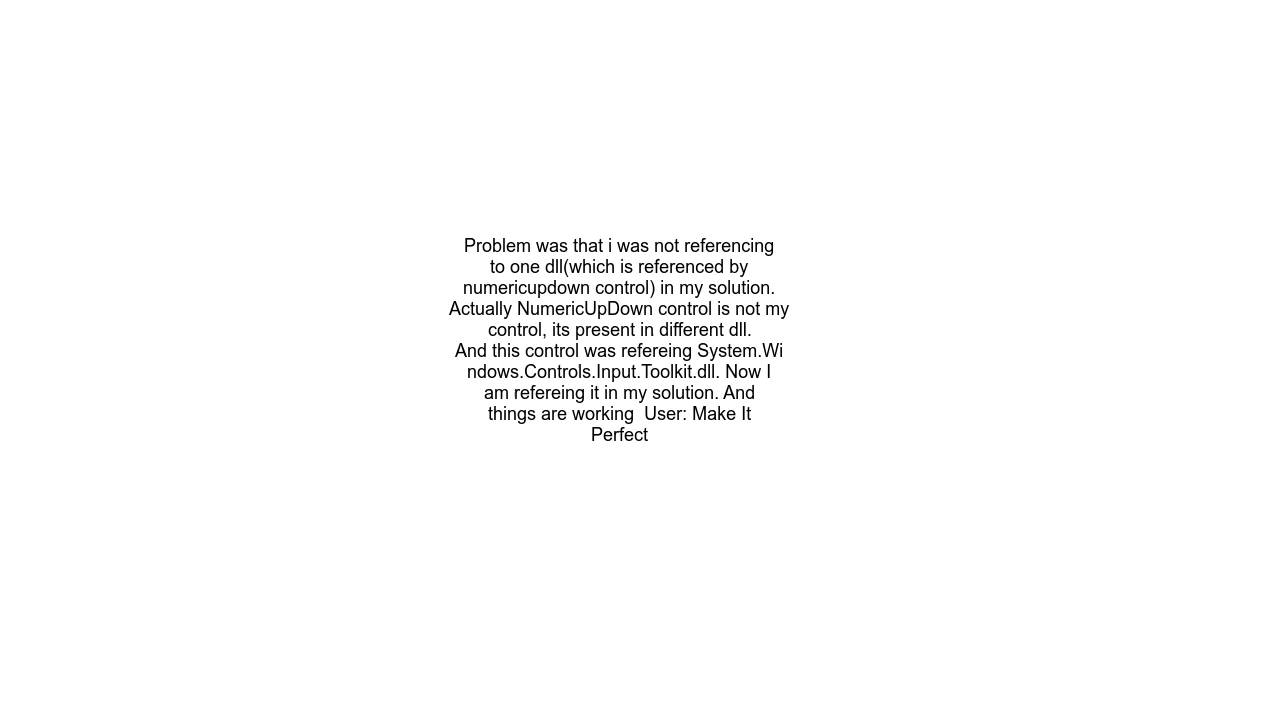 Problem was that i was not referencing
to one dll(which is referenced by
numericupdown control) in my solution.
Actually NumericUpDown control is not my
control, its present in different dll.
And this control was refereing System.Wi
ndows.Controls.Input.Toolkit.dll. Now I
am refereing it in my solution. And
things are working  User: Make It
Perfect